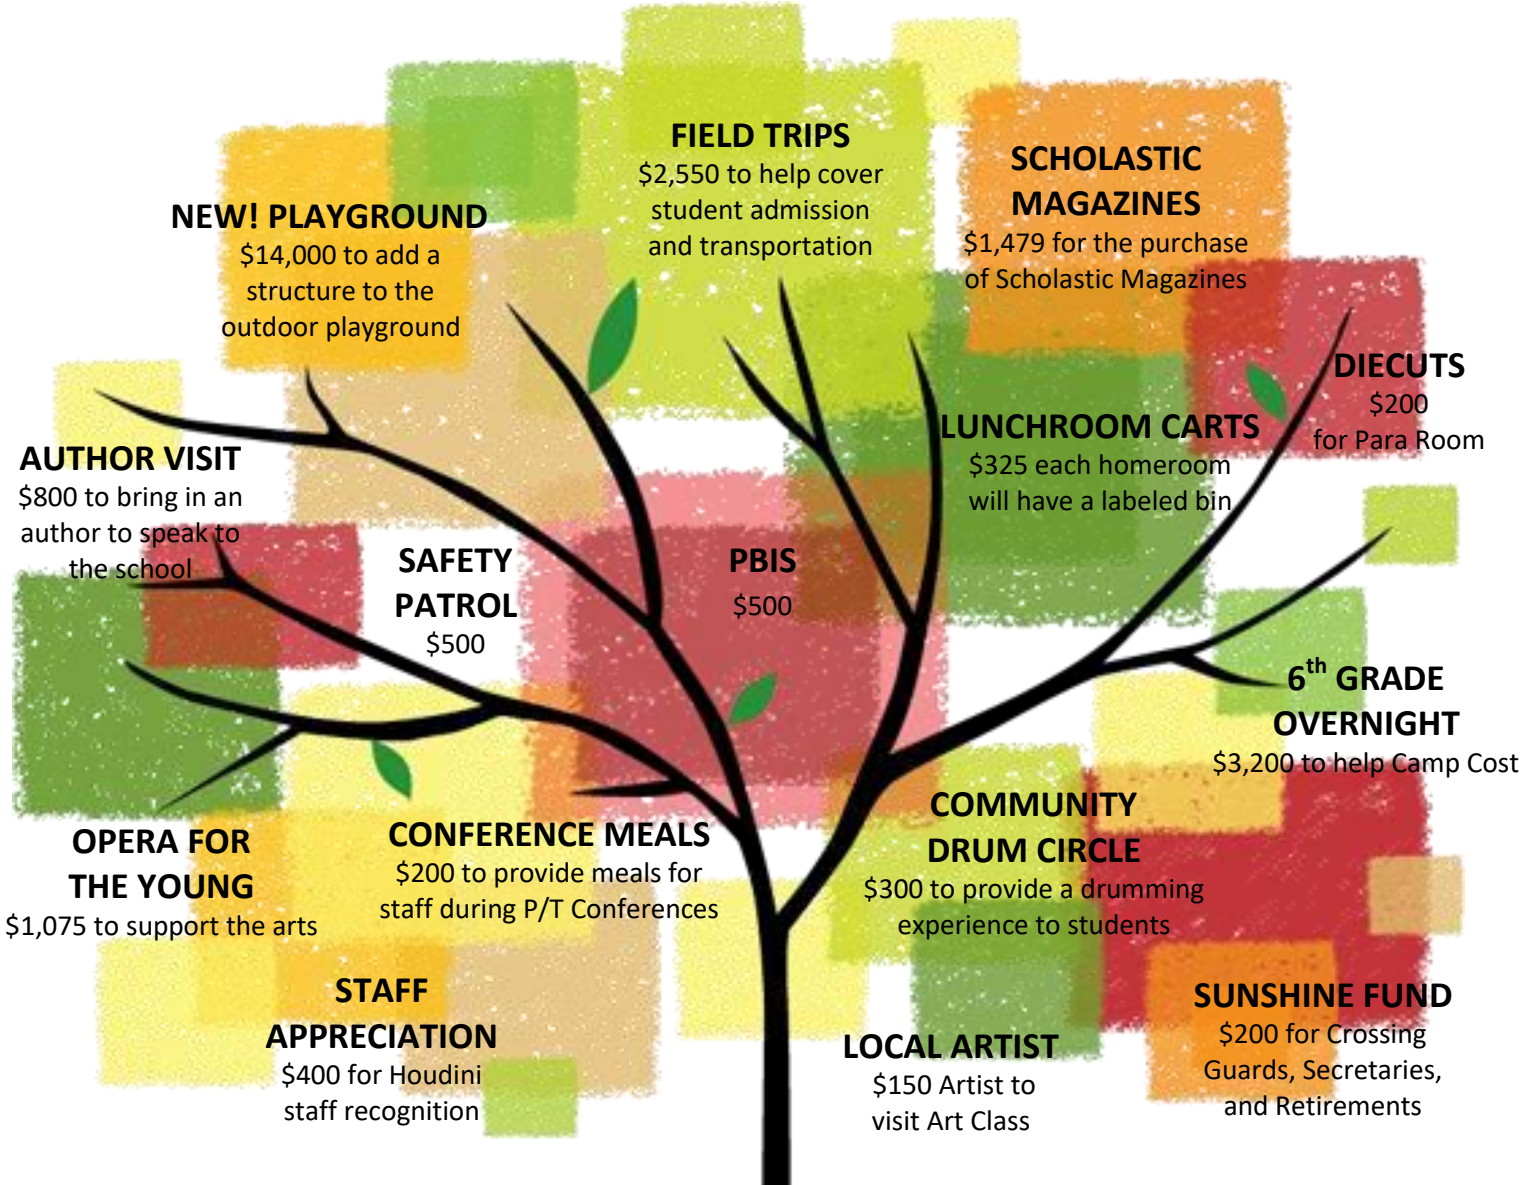 FIELD TRIPS
$2,550 to help cover
student admission
and transportation
SCHOLASTIC
MAGAZINES
$1,479 for the purchase
of Scholastic Magazines
NEW! PLAYGROUND
$14,000 to add a
structure to the
outdoor playground
DIECUTS
$200
for Para Room
LUNCHROOM CARTS
$325 each homeroom
will have a labeled bin
AUTHOR VISIT
$800 to bring in an
author to speak to
the school
SAFETY
PATROL
$500
PBIS
$500
6th GRADE
OVERNIGHT
$3,200 to help Camp Cost
OPERA FOR
THE YOUNG
$1,075 to support the arts
CONFERENCE MEALS
$200 to provide meals for
staff during P/T Conferences
COMMUNITY
DRUM CIRCLE
$300 to provide a drumming
experience to students
STAFF
APPRECIATION
$400 for Houdini
staff recognition
LOCAL ARTIST
$150 Artist to
visit Art Class
SUNSHINE FUND
$200 for Crossing
Guards, Secretaries,
and Retirements